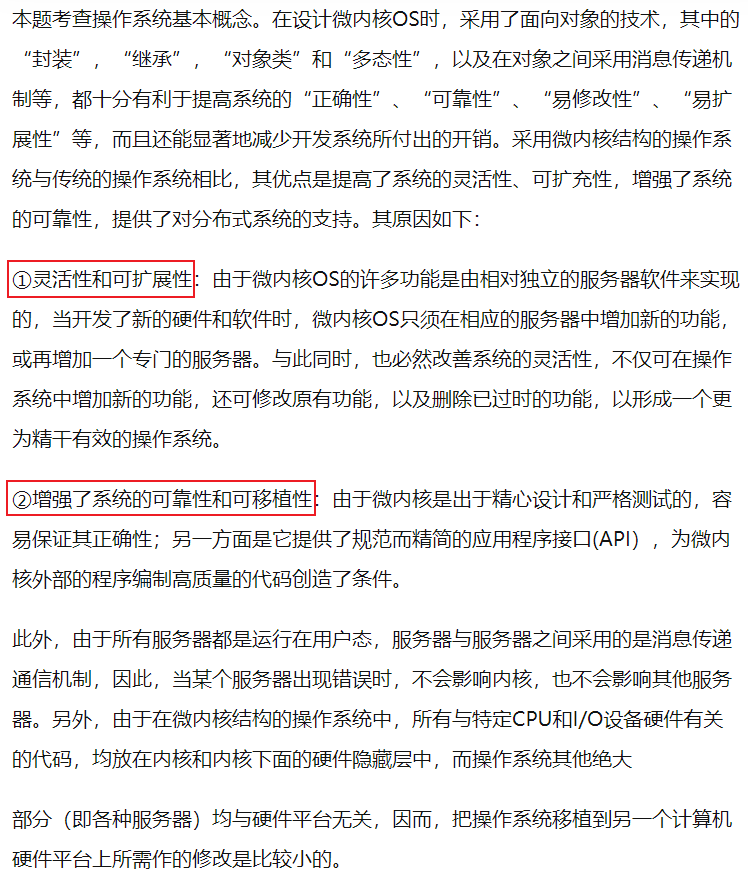 本题考查操作系统基本概念。在设计微内核OS时，采用了面向对象的技术，其中的
“封装”，“继承”，“对象类”和“多态性”，以及在对象之间采用消息传递机
制等，都十分有利于提高系统的“正确性”、“可靠性”、“易修改性”、“易扩
展性”等，而且还能显著地减少开发系统所付出的开销。采用微内核结构的操作系
统与传统的操作系统相比，其优点是提高了系统的灵活性、可扩充性，增强了系统
的可靠性，提供了对分布式系统的支持。其原因如下：
①灵活性和可扩展性：由于微内核OS的许多功能是由相对独立的服务器软件来实现
的，当开发了新的硬件和软件时，微内核OS只须在相应的服务器中增加新的功能，
或再增加一个专门的服务器。与此同时，也必然改善系统的灵活性，不仅可在操作
系统中增加新的功能，还可修改原有功能，以及删除已过时的功能，以形成一个更
为精干有效的操作系统。
②增强了系统的可靠性和可移植性：由于微内核是出于精心设计和严格测试的，容
易保证其正确性；另一方面是它提供了规范而精简的应用程序接口(API），为微内
核外部的程序编制高质量的代码创造了条件。
此外，由于所有服务器都是运行在用户态，服务器与服务器之间采用的是消息传递
通信机制，因此，当某个服务器出现错误时，不会影响内核，也不会影响其他服务
器。另外，由于在微内核结构的操作系统中，所有与特定CPU和I/O设备硬件有关
的代码，均放在内核和内核下面的硬件隐藏层中，而操作系统其他绝大
部分（即各种服务器）均与硬件平台无关，因而，把操作系统移植到另一个计算机
硬件平台上所需作的修改是比较小的。